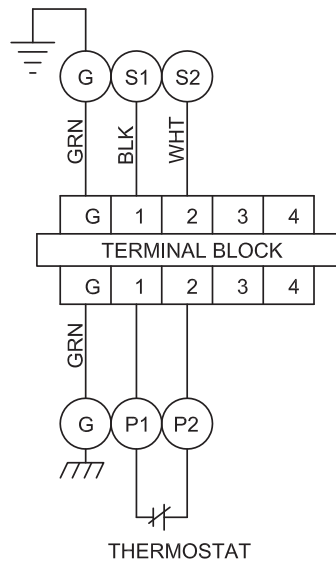 G S1 S2
GRN BLK WHT
G 1 2 3 4
TERMINAL BLOCK
G 1 2 3 4
GRN
G P1 P2
THERMOSTAT